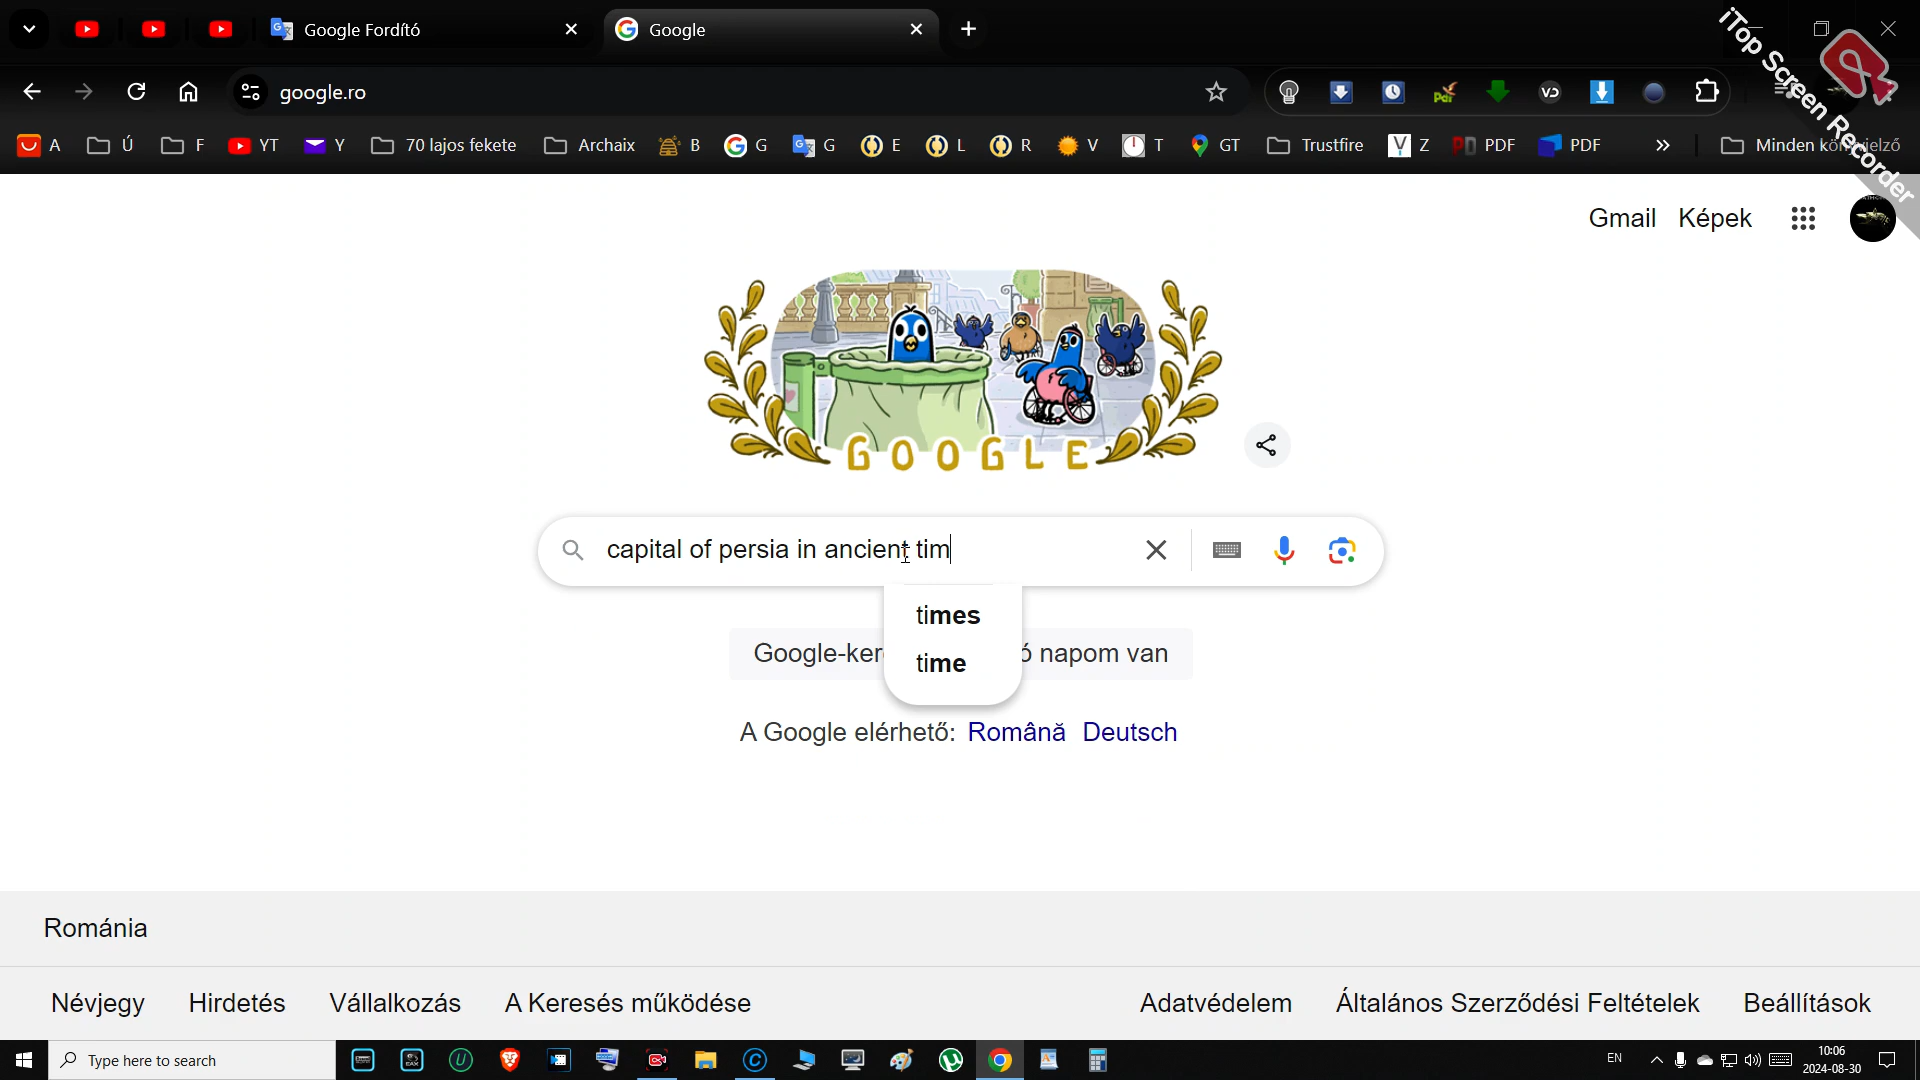 Google Fordító
Google
google.ro
A
Ú
F
YT
Y
70 lajos fekete
Archaix
B
G
G
E
L
R
V
T
GT
Trustfire
Z
PDF
PDF
Minden könyvjelző
iTop Screen Recorder
Gmail Képek
GOOGLE
capital of persia in ancient tim
times
time
Google-ker
ó napom van
A Google elérhető: Română Deutsch
Románia
Névjegy Hirdetés Vállalkozás A Keresés működése Adatvédelem Általános Szerződési Feltételek Beállítások
Type here to search
EN
10:06
2024-08-30